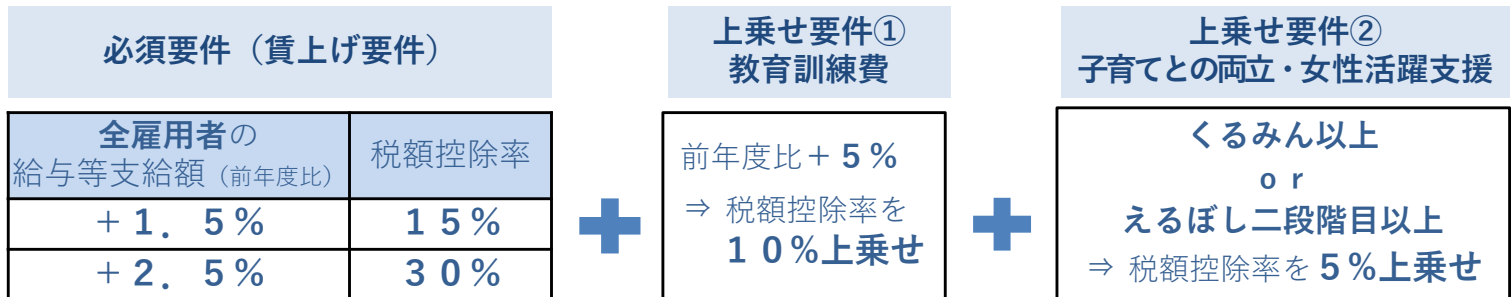 必須要件（賃上げ要件）
全雇用者の
給与等支給額（前年度比）
税額控除率
＋１．５%
１５%
＋２．５%
３０%
上乗せ要件①
教育訓練費
前年度比＋５%
⇒ 税額控除率を
１０%上乗せ
上乗せ要件②
子育てとの両立・女性活躍支援
くるみん以上
ｏｒ
えるぼし二段階目以上
⇒ 税額控除率を５%上乗せ